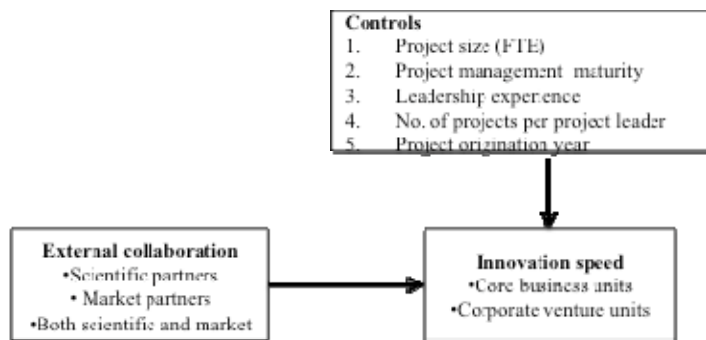 Controls
1. Project size (FTE)
2. Project management maturity
3. Leadership experience
4. No. of projects per project leader
5. Project origination year
External collaboration
•Scientific partners
• Market partners
•Both scientific and market
Innovation speed
•Core business units
•Corporate venture units